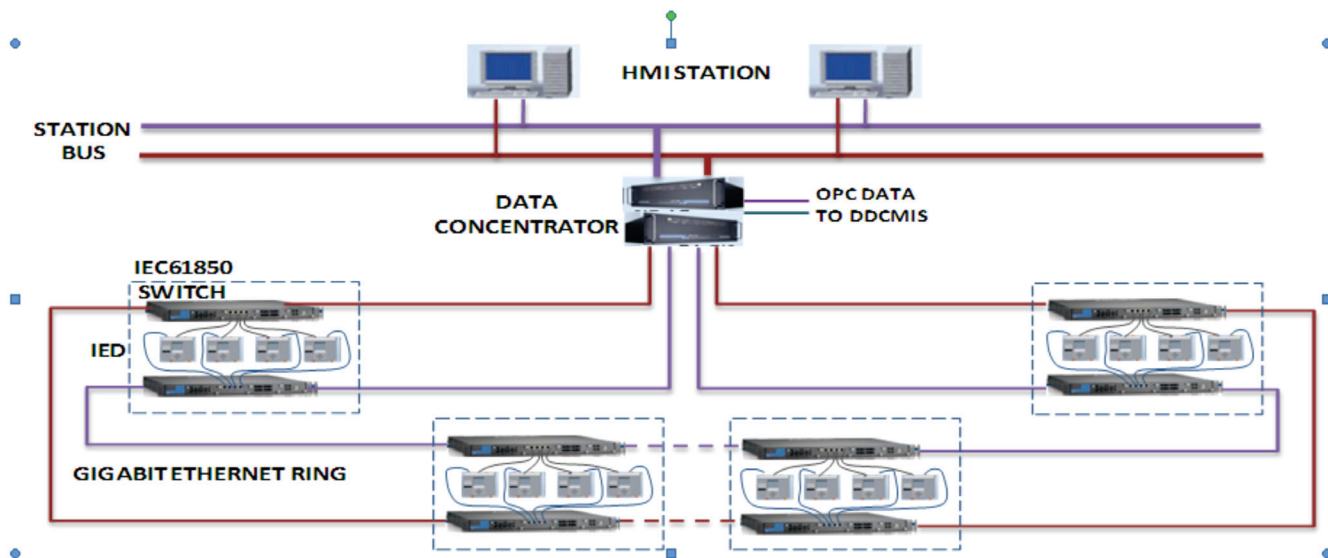 HMI STATION
STATION
BUS
DATA
CONCENTRATOR
OPC DATA
TO DDCMIS
IEC61850
SWITCH
IED
GIGABIT ETHERNET RING